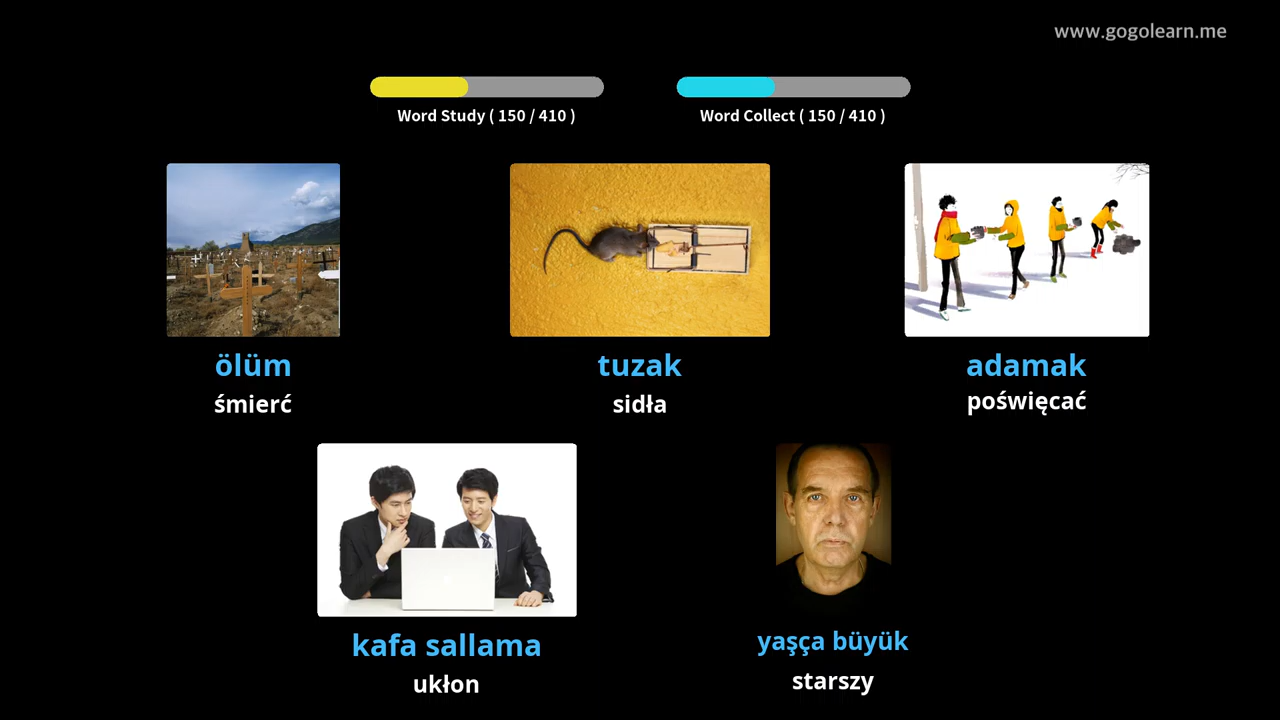 www.gogolearn.me
Word Study ( 150 / 410 )
Word Collect ( 150 / 410 )
ölüm
śmierć
tuzak
sidła
adamak
poświęcać
kafa sallama
ukłon
yaşça büyük
starszy